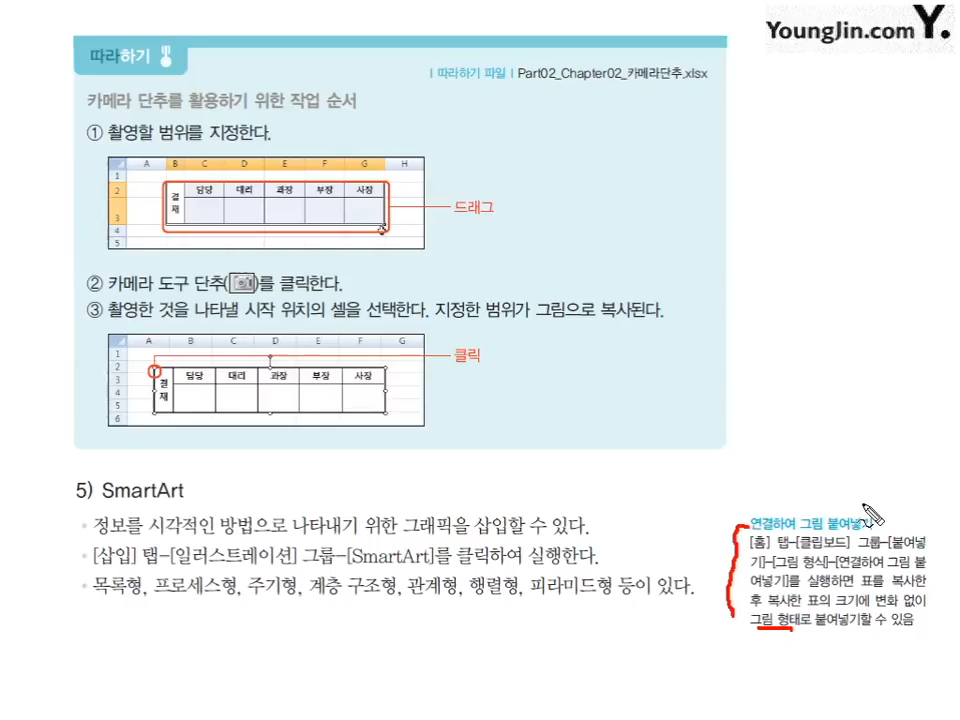 YoungJin.com Y.
따라하기
| 따라하기 파일 | Part02_Chapter02_카메라단추.xlsx
카메라 단추를 활용하기 위한 작업 순서
① 촬영할 범위를 지정한다.
A B C D E F G H
1
2
3
4
5
결재 담당 대리 과장 부장 사장
드래그
② 카메라 도구 단추( )를 클릭한다.
③ 촬영한 것을 나타낼 시작 위치의 셀을 선택한다. 지정한 범위가 그림으로 복사된다.
A B C D E F G
1
2
3
4
5
6
결재 담당 대리 과장 부장 사장
클릭
5) SmartArt
• 정보를 시각적인 방법으로 나타내기 위한 그래픽을 삽입할 수 있다.
• [삽입] 탭-[일러스트레이션] 그룹-[SmartArt]를 클릭하여 실행한다.
• 목록형, 프로세스형, 주기형, 계층 구조형, 관계형, 행렬형, 피라미드형 등이 있다.
연결하여 그림 붙여넣기
[홈] 탭-[클립보드] 그룹-[붙여넣
기]-[그림 형식]-[연결하여 그림 붙
여넣기]를 실행하면 표를 복사한
후 복사한 표의 크기에 변화 없이
그림 형태로 붙여넣기할 수 있음